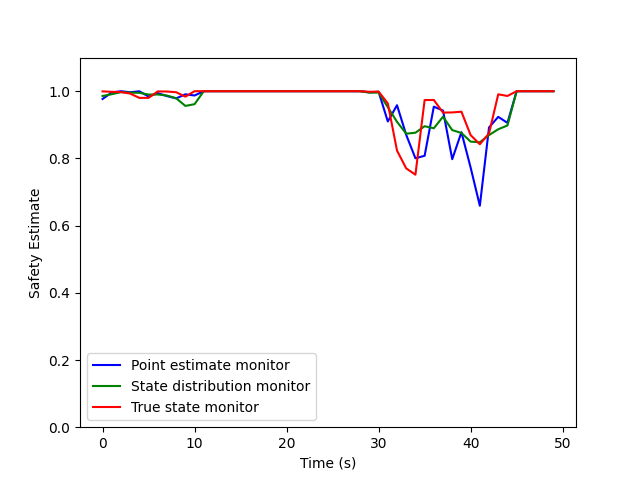 1.0
0.8
0.6
0.4
0.2
0.0
Safety Estimate
Point estimate monitor
State distribution monitor
True state monitor
0 10 20 30 40 50
Time (s)